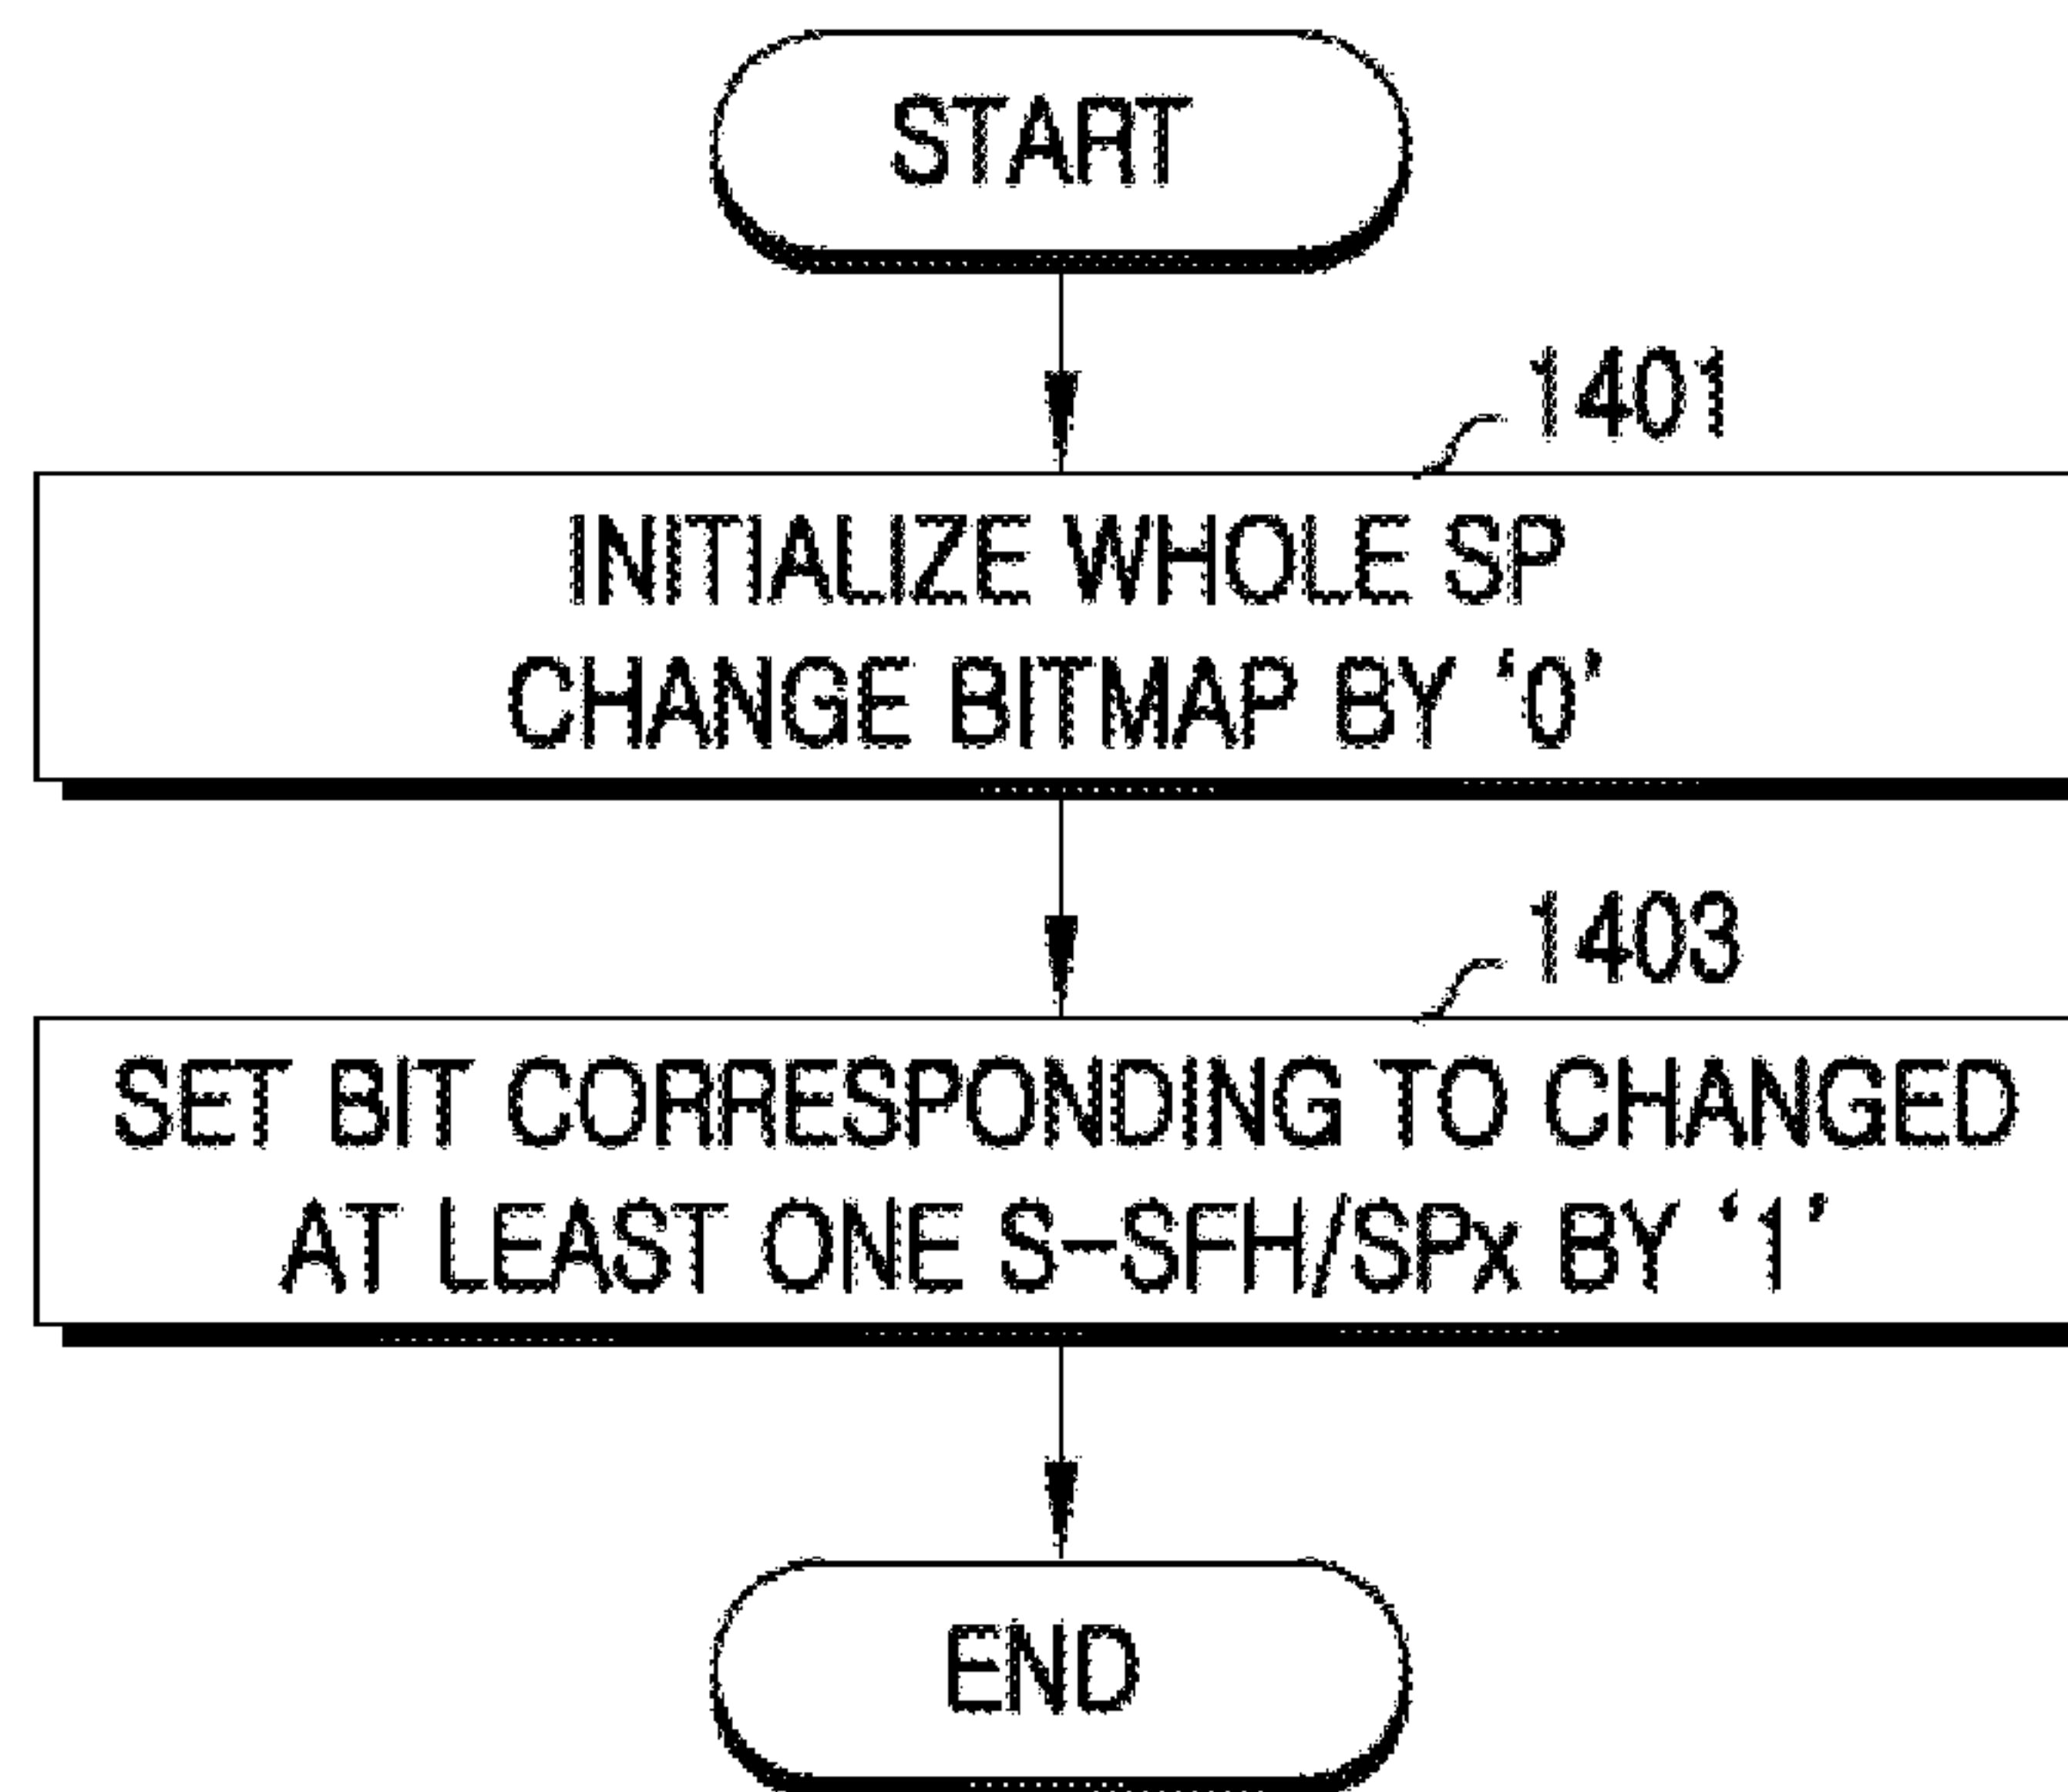 START
1401
INITIALIZE WHOLE SP
CHANGE BITMAP BY ‘0’
1403
SET BIT CORRESPONDING TO CHANGED
AT LEAST ONE S-SFH/SPx BY ‘1’
END